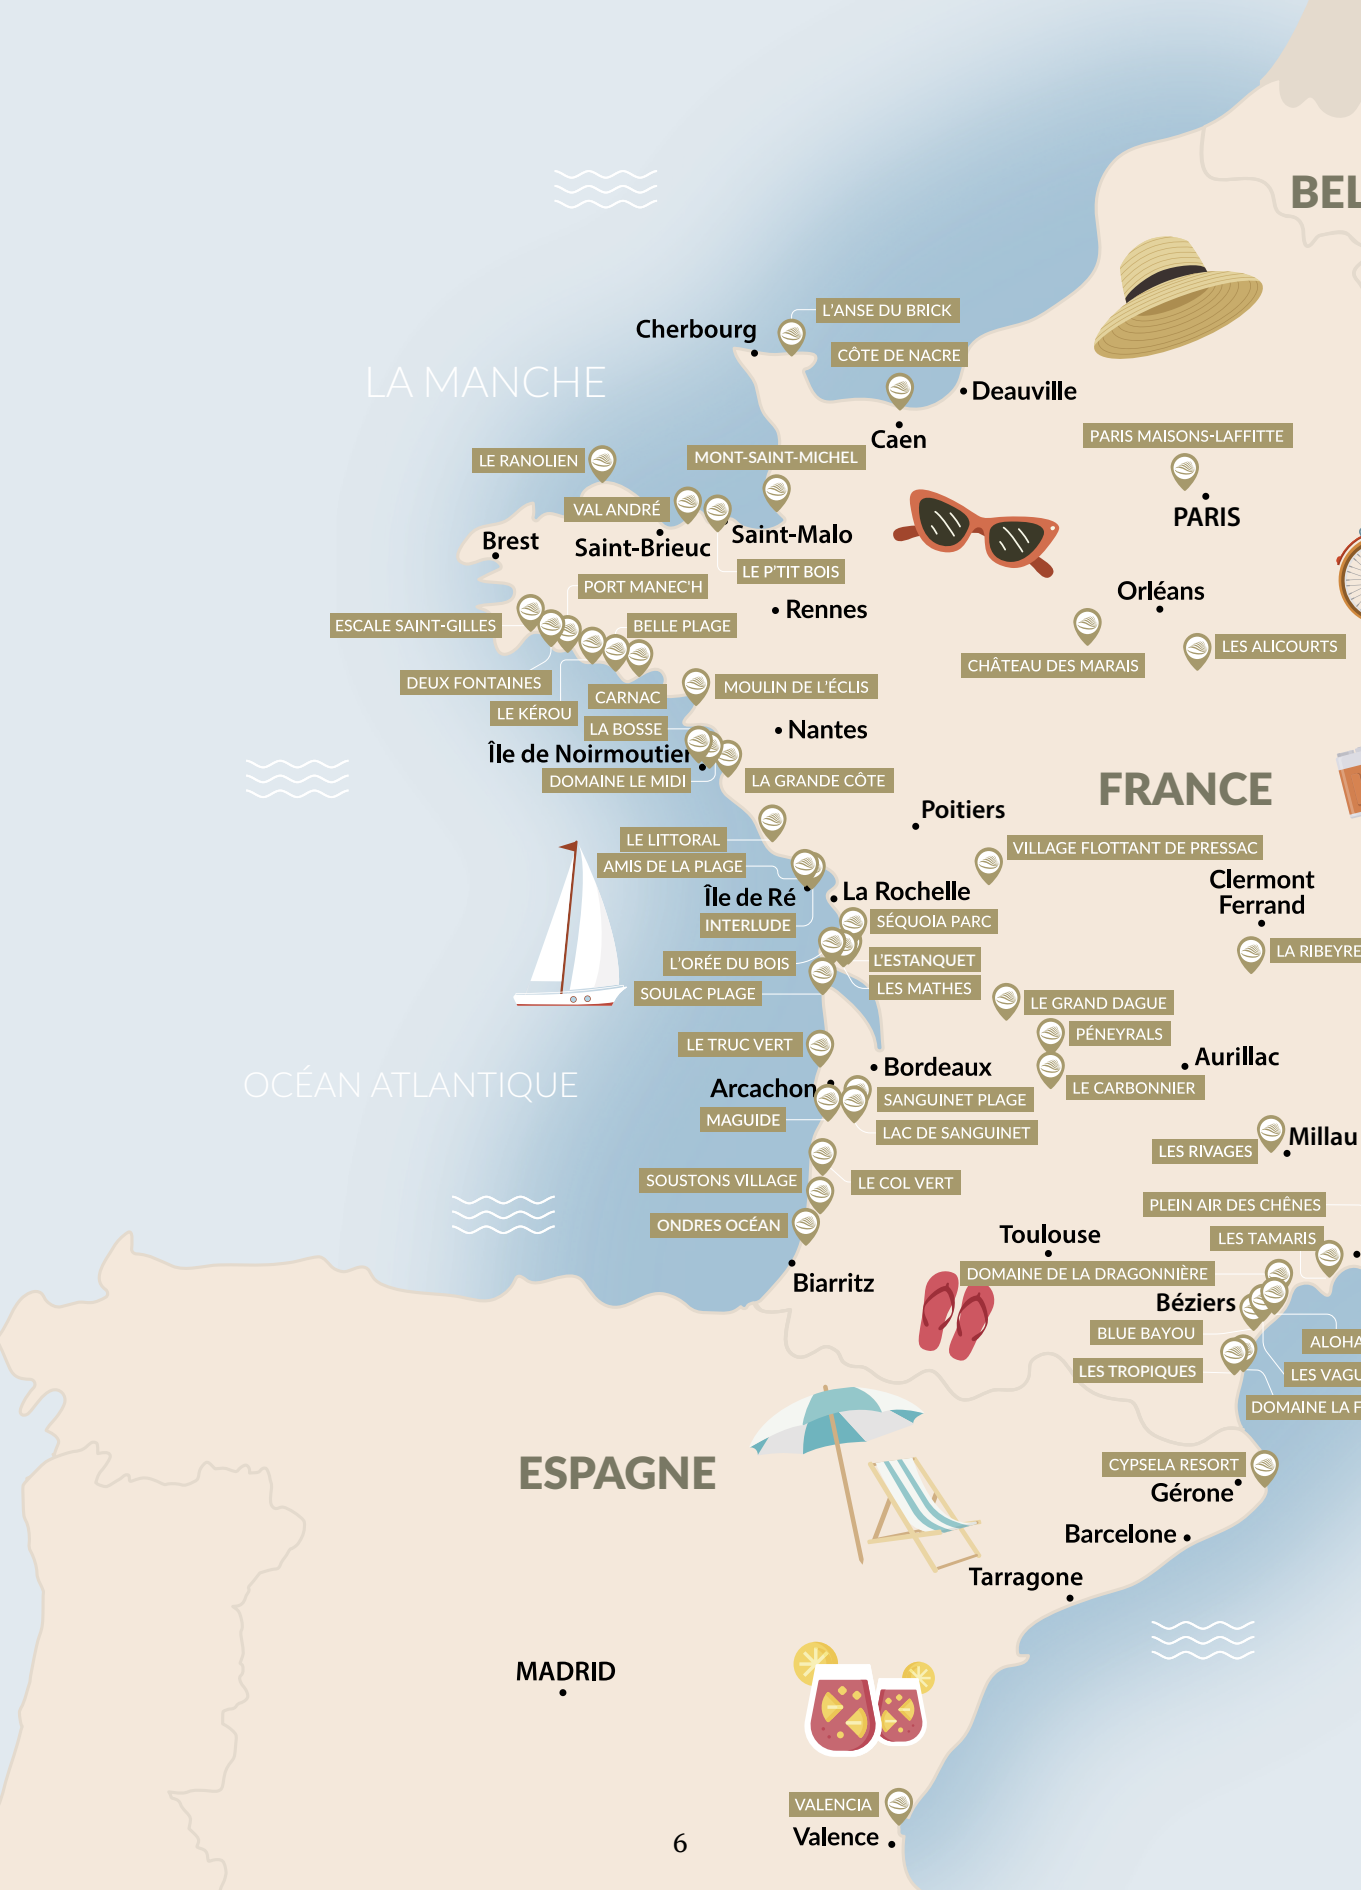 BEL
L'ANSE DU BRICK
Cherbourg
CÔTE DE NACRE
LA MANCHE
Deauville
Caen
PARIS MAISONS-LAFFITTE
LE RANOLIEN
MONT-SAINT-MICHEL
VAL ANDRÉ
PARIS
Brest
Saint-Brieuc
Saint-Malo
LE P'TIT BOIS
PORT MANEC'H
Orléans
Rennes
ESCALE SAINT-GILLES
BELLE PLAGE
LES ALICOURTS
CHÂTEAU DES MARAIS
DEUX FONTAINES
CARNAC
MOULIN DE L'ÉCLIS
LE KÉROU
LA BOSSE
Nantes
Île de Noirmoutier
DOMAINE LE MIDI
LA GRANDE CÔTE
FRANCE
Poitiers
LE LITTORAL
VILLAGE FLOTTANT DE PRESSAC
AMIS DE LA PLAGE
Clermont
Ferrand
Île de Ré
La Rochelle
INTERLUDE
SÉQUOIA PARC
LA RIBEYRE
L'ORÉE DU BOIS
L'ESTANQUET
LES MATHES
SOULAC PLAGE
LE GRAND DAGUE
PÉNEYRALS
LE TRUC VERT
Aurillac
Bordeaux
OCÉAN ATLANTIQUE
Arcachon
LE CARBONNIER
SANGUINET PLAGE
MAGUIDE
LAC DE SANGUINET
Millau
LES RIVAGES
SOUSTONS VILLAGE
LE COL VERT
PLEIN AIR DES CHÊNES
ONDRES OCÉAN
Toulouse
LES TAMARIS
DOMAINE DE LA DRAGONNIÈRE
Biarritz
Béziers
BLUE BAYOU
ALOHA
LES TROPIQUES
LES VAGU
DOMAINE LA F
ESPAGNE
CYPSELA RESORT
Gérone
Barcelone
Tarragone
MADRID
VALENCIA
Valence
6